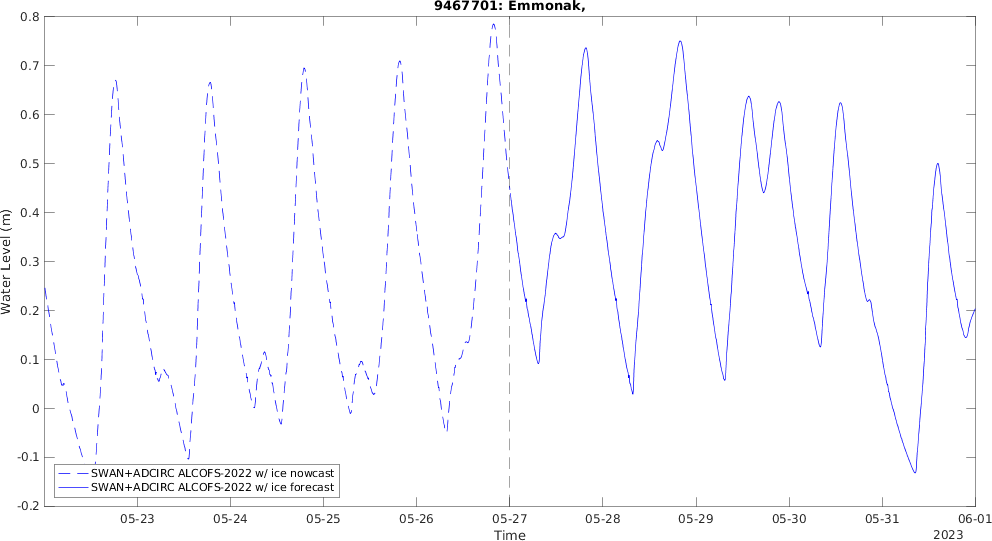 9467701: Emmonak,
0.8
0.7
0.6
0.5
0.4
0.3
0.2
0.1
0
-0.1
-0.2
Water Level (m)
SWAN+ADCIRC ALCOFS-2022 w/ ice nowcast
SWAN+ADCIRC ALCOFS-2022 w/ ice forecast
05-23 05-24 05-25 05-26 05-27 05-28 05-29 05-30 05-31 06-01
Time
2023